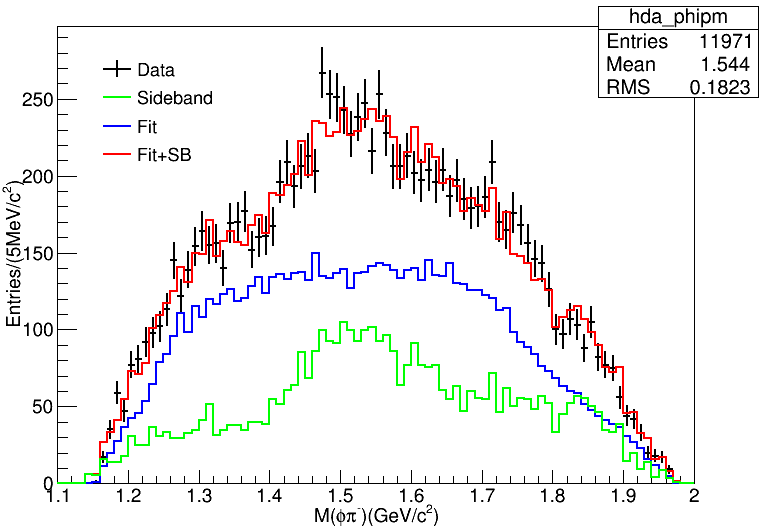 hda_phipm
Entries 11971
Mean 1.544
RMS 0.1823
Data
Sideband
Fit
Fit+SB
Entries/(5MeV/c²)
250
200
150
100
50
0
1.1 1.2 1.3 1.4 1.5 1.6 1.7 1.8 1.9 2
M(ϕπ⁻)(GeV/c²)